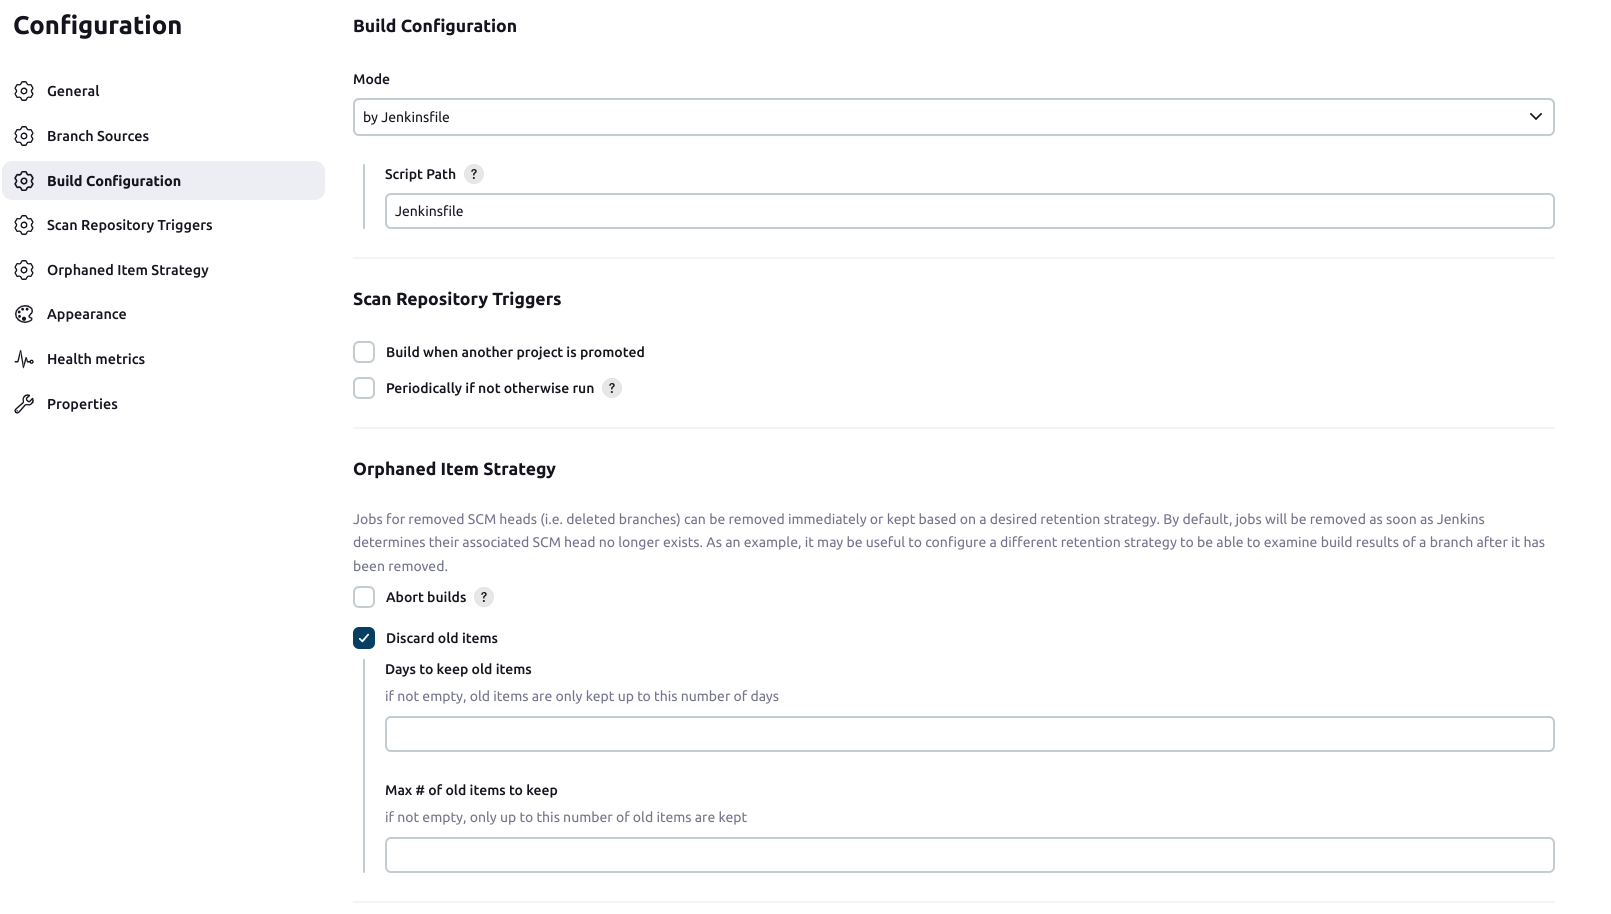 Configuration
General
Branch Sources
Build Configuration
Scan Repository Triggers
Orphaned Item Strategy
Appearance
Health metrics
Properties
Build Configuration
Mode
by Jenkinsfile
Script Path ?
Jenkinsfile
Scan Repository Triggers
Build when another project is promoted
Periodically if not otherwise run ?
Orphaned Item Strategy
Jobs for removed SCM heads (i.e. deleted branches) can be removed immediately or kept based on a desired retention strategy. By default, jobs will be removed as soon as Jenkins
determines their associated SCM head no longer exists. As an example, it may be useful to configure a different retention strategy to be able to examine build results of a branch after it has
been removed.
Abort builds ?
Discard old items
Days to keep old items
if not empty, old items are only kept up to this number of days
Max # of old items to keep
if not empty, only up to this number of old items are kept